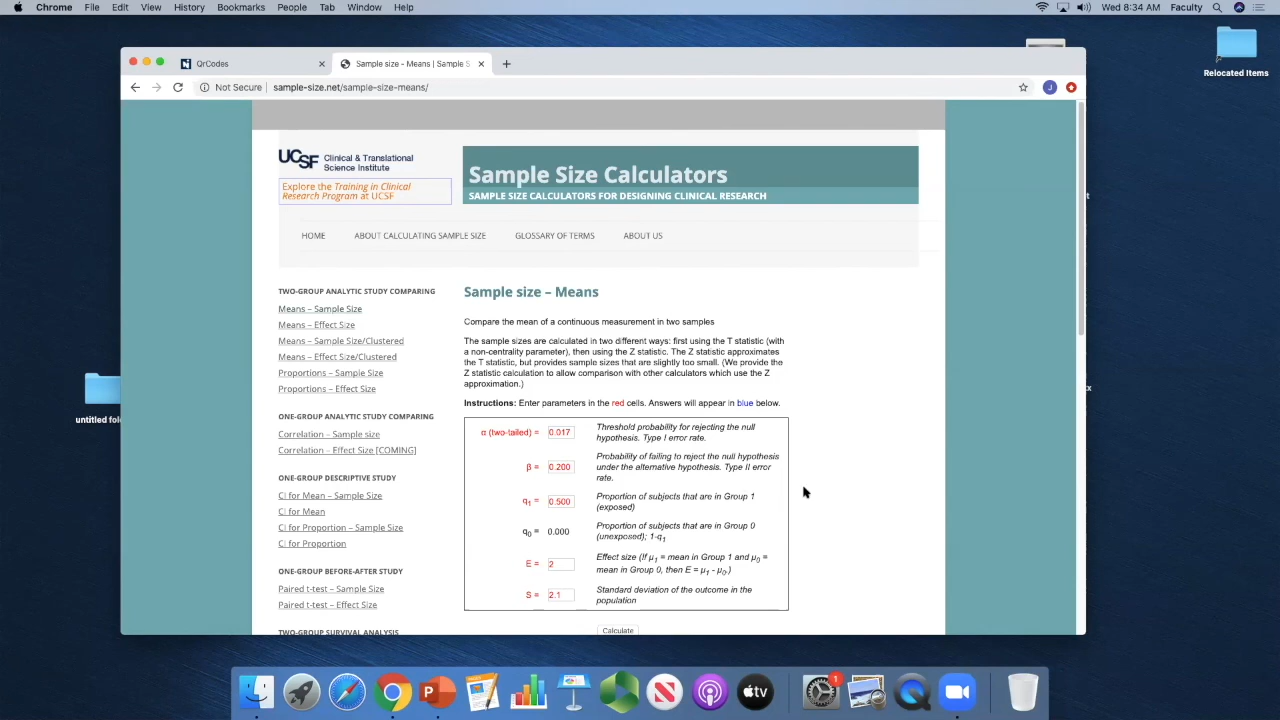 Chrome File Edit View History Bookmarks People Tab Window Help Wed 8:34 AM Faculty
Relocated Items
QrCodes
Sample size - Means | Sample S
Not Secure sample-size.net/sample-size-means/
J
UCSF Clinical & Translational
Science Institute
Explore the Training in Clinical
Research Program at UCSF
Sample Size Calculators
SAMPLE SIZE CALCULATORS FOR DESIGNING CLINICAL RESEARCH
HOME ABOUT CALCULATING SAMPLE SIZE GLOSSARY OF TERMS ABOUT US
TWO-GROUP ANALYTIC STUDY COMPARING
Means – Sample Size
Means – Effect Size
Means – Sample Size/Clustered
Means – Effect Size/Clustered
Proportions – Sample Size
Proportions – Effect Size
ONE-GROUP ANALYTIC STUDY COMPARING
Correlation – Sample size
Correlation – Effect Size [COMING]
ONE-GROUP DESCRIPTIVE STUDY
CI for Mean – Sample Size
CI for Mean
CI for Proportion – Sample Size
CI for Proportion
ONE-GROUP BEFORE-AFTER STUDY
Paired t-test – Sample Size
Paired t-test – Effect Size
TWO-GROUP SURVIVAL ANALYSIS
Sample size – Means
Compare the mean of a continuous measurement in two samples
The sample sizes are calculated in two different ways: first using the T statistic (with
a non-centrality parameter), then using the Z statistic. The Z statistic approximates
the T statistic, but provides sample sizes that are slightly too small. (We provide the
Z statistic calculation to allow comparison with other calculators which use the Z
approximation.)
Instructions: Enter parameters in the red cells. Answers will appear in blue below.
α (two-tailed) = 0.017 Threshold probability for rejecting the null
hypothesis. Type I error rate.
β = 0.200 Probability of failing to reject the null hypothesis
under the alternative hypothesis. Type II error
rate.
q1 = 0.500 Proportion of subjects that are in Group 1
(exposed)
q0 = 0.000 Proportion of subjects that are in Group 0
(unexposed); 1-q1
E = 2 Effect size (If μ1 = mean in Group 1 and μ0 =
mean in Group 0, then E = μ1 - μ0.)
S = 2.1 Standard deviation of the outcome in the
population
Calculate
untitled fol
1
tv